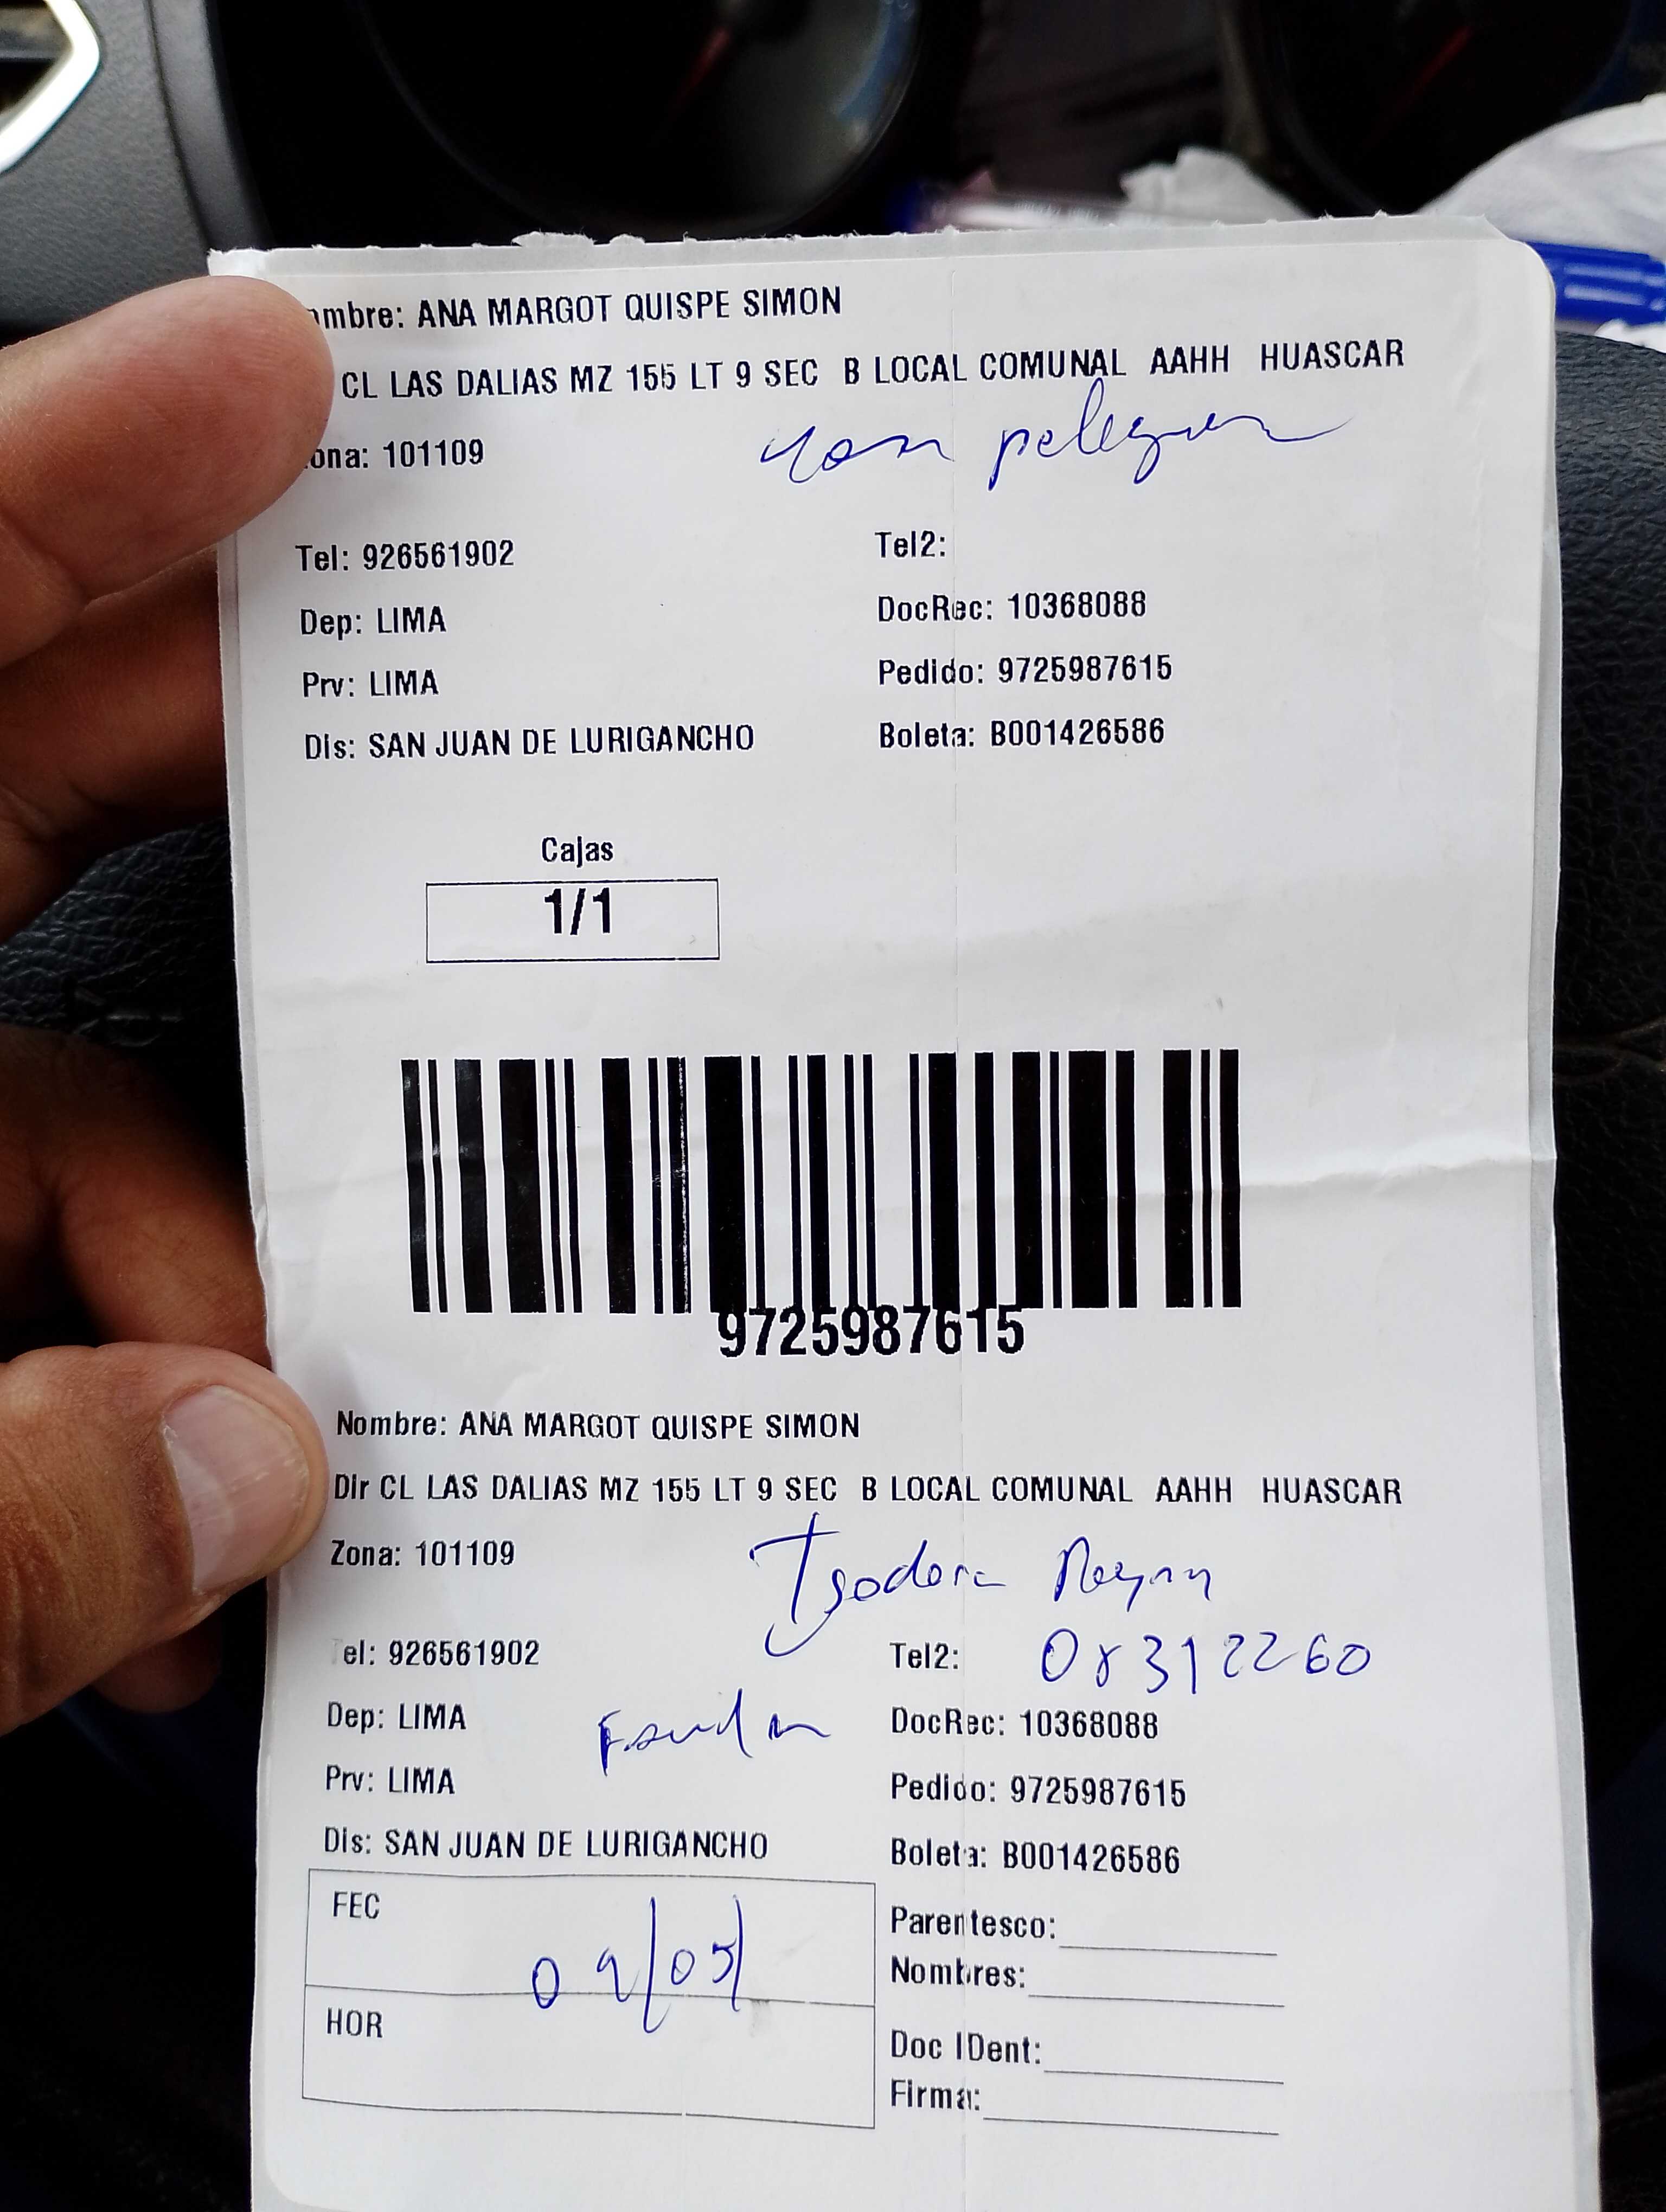 mbre: ANA MARGOT QUISPE SIMON
CL LAS DALIAS MZ 155 LT 9 SEC B LOCAL COMUNAL AAHH HUASCAR
ona: 101109
Tel: 926561902 Tel2:
Dep: LIMA DocRec: 10368088
Prv: LIMA Pedido: 9725987615
Dis: SAN JUAN DE LURIGANCHO Boleta: B001426586
Cajas
1/1
9725987615
Nombre: ANA MARGOT QUISPE SIMON
Dir CL LAS DALIAS MZ 155 LT 9 SEC B LOCAL COMUNAL AAHH HUASCAR
Zona: 101109
Tel: 926561902 Tel2: 08312260
Dep: LIMA DocRec: 10368088
Prv: LIMA Pedido: 9725987615
Dis: SAN JUAN DE LURIGANCHO Boleta: B001426586
FEC 09/05/
HOR
Parentesco:
Nombres:
Doc IDent:
Firma: